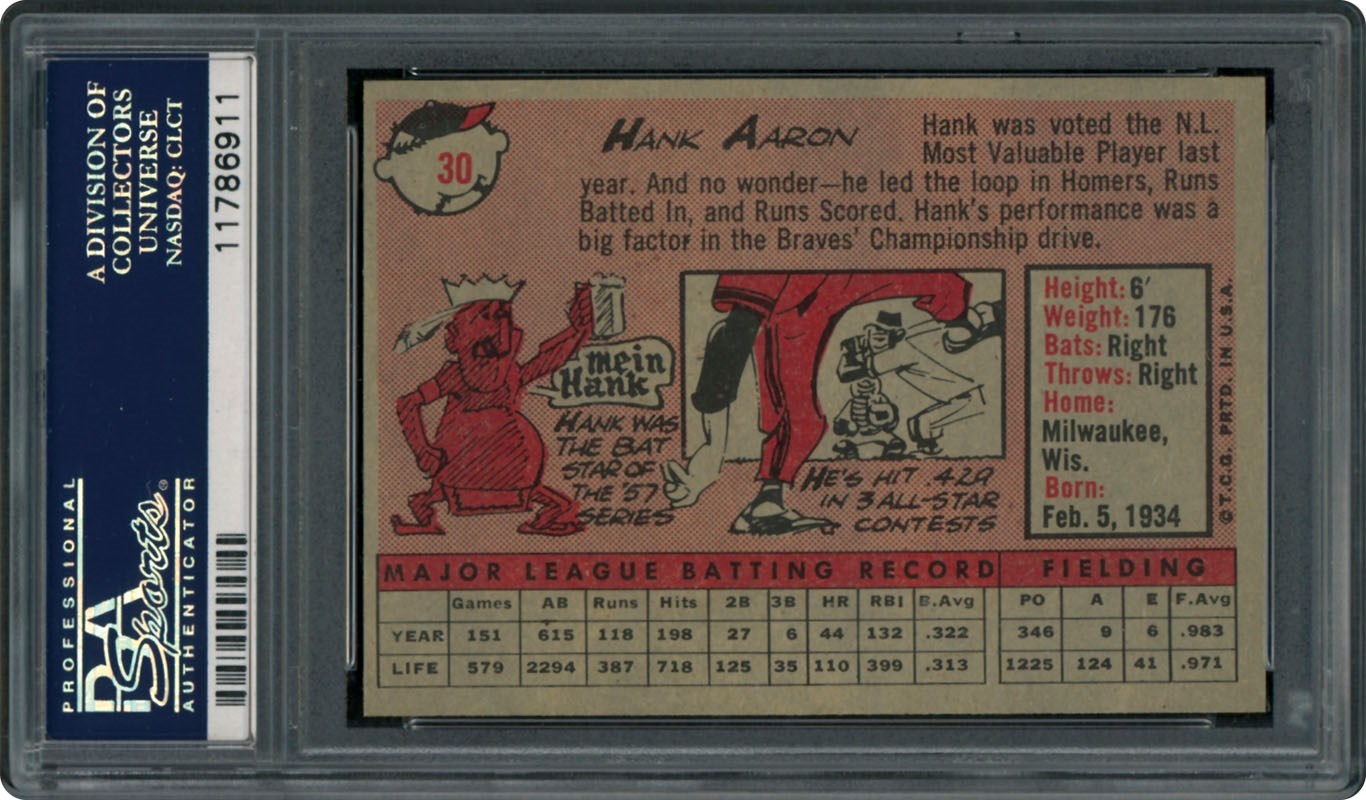 A DIVISION OF
COLLECTORS
UNIVERSE
NASDAQ: CLCT
11786911
PROFESSIONAL
PSA
Sports®
AUTHENTICATOR
30
HANK AARON
Hank was voted the N.L.
Most Valuable Player last
year. And no wonder—he led the loop in Homers, Runs
Batted In, and Runs Scored. Hank's performance was a
big factor in the Braves' Championship drive.
mein
Hank
HANK WAS
THE BAT
STAR OF
THE '57
SERIES
HE'S HIT .429
IN 3 ALL-STAR
CONTESTS
Height: 6'
Weight: 176
Bats: Right
Throws: Right
Home:
Milwaukee,
Wis.
Born:
Feb. 5, 1934
© T.C.G. PRTD. IN U.S.A.
MAJOR LEAGUE BATTING RECORD FIELDING
Games AB Runs Hits 2B 3B HR RBI B.Avg PO A E F.Avg
YEAR 151 615 118 198 27 6 44 132 .322 346 9 6 .983
LIFE 579 2294 387 718 125 35 110 399 .313 1225 124 41 .971